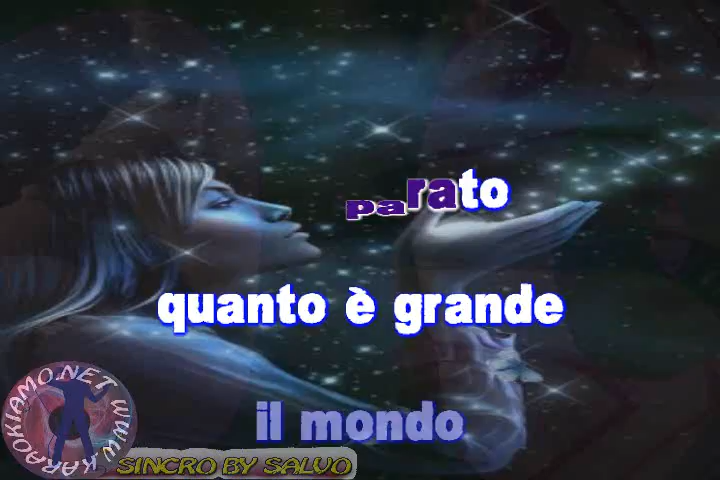 parato
quanto è grande
il mondo
WWW.KARAOKIAMO.NET
SINCRO BY SALVO